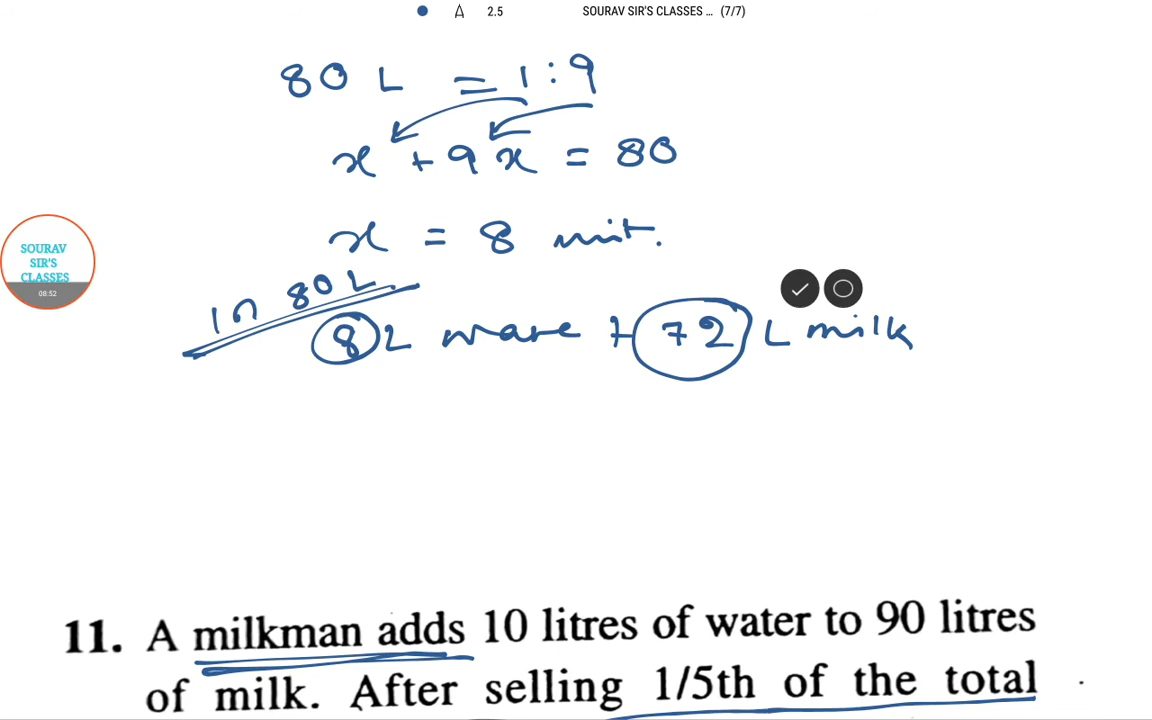 2.5 SOURAV SIR'S CLASSES ... (7/7)
80 L = 1 : 9
x + 9x = 80
x = 8 unit.
In 80 L.
8 L ware + 72 L milk
SOURAV
SIR'S
CLASSES
08:52
11. A milkman adds 10 litres of water to 90 litres
of milk. After selling 1/5th of the total